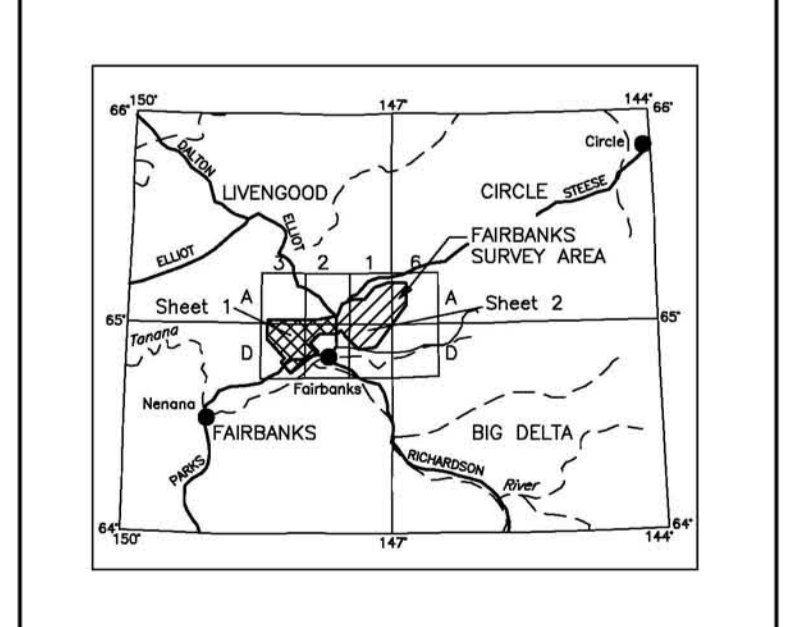 150° 147° 144°
66° 66°
Circle
DALTON
LIVENGOOD CIRCLE STEESE
ELLIOT
FAIRBANKS
SURVEY AREA
ELLIOT
3 2 1 6
A A
Sheet 1 Sheet 2
65° 65°
Tanana
D D
Fairbanks
Nenana
FAIRBANKS BIG DELTA
RICHARDSON
PARKS
River
64° 64°
150° 147° 144°